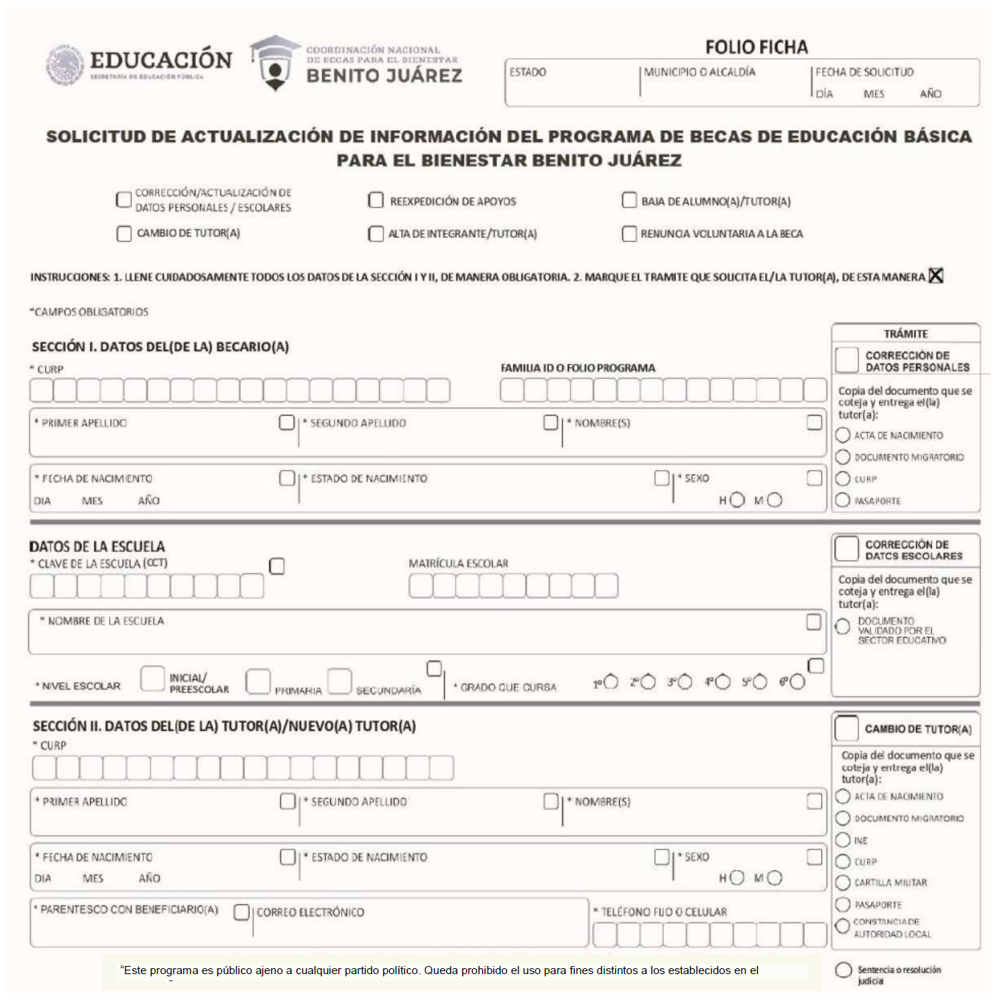 EDUCACIÓN
SECRETARÍA DE EDUCACIÓN PÚBLICA
COORDINACIÓN NACIONAL
DE BECAS PARA EL BIENESTAR
BENITO JUÁREZ
FOLIO FICHA
ESTADO MUNICIPIO O ALCALDÍA FECHA DE SOLICITUD
DÍA MES AÑO
SOLICITUD DE ACTUALIZACIÓN DE INFORMACIÓN DEL PROGRAMA DE BECAS DE EDUCACIÓN BÁSICA
PARA EL BIENESTAR BENITO JUÁREZ
CORRECCIÓN/ACTUALIZACIÓN DE
DATOS PERSONALES / ESCOLARES
REEXPEDICIÓN DE APOYOS
BAJA DE ALUMNO(A)/TUTOR(A)
CAMBIO DE TUTOR(A)
ALTA DE INTEGRANTE/TUTOR(A)
RENUNCIA VOLUNTARIA A LA BECA
INSTRUCCIONES: 1. LLENE CUIDADOSAMENTE TODOS LOS DATOS DE LA SECCIÓN I Y II, DE MANERA OBLIGATORIA. 2. MARQUE EL TRAMITE QUE SOLICITA EL/LA TUTOR(A), DE ESTA MANERA X
*CAMPOS OBLIGATORIOS
SECCIÓN I. DATOS DEL(DE LA) BECARIO(A)
* CURP
FAMILIA ID O FOLIO PROGRAMA
* PRIMER APELLIDO * SEGUNDO APELLIDO * NOMBRE(S)
* FECHA DE NACIMIENTO * ESTADO DE NACIMIENTO * SEXO
DIA MES AÑO H M
TRÁMITE
CORRECCIÓN DE
DATOS PERSONALES
Copia del documento que se
coteja y entrega el(la)
tutor(a):
ACTA DE NACIMIENTO
DOCUMENTO MIGRATORIO
CURP
PASAPORTE
DATOS DE LA ESCUELA
* CLAVE DE LA ESCUELA (CCT)
MATRÍCULA ESCOLAR
* NOMBRE DE LA ESCUELA
* NIVEL ESCOLAR
INICIAL/
PREESCOLAR
PRIMARIA
SECUNDARÍA
* GRADO QUE CURSA 1º 2º 3º 4º 5º 6º
CORRECCIÓN DE
DATCS ESCOLARES
Copia del documento que se
coteja y entrega el(la)
tutor(a):
DOCUMENTO
VALIDADO POR EL
SECTOR EDUCATIVO
SECCIÓN II. DATOS DEL(DE LA) TUTOR(A)/NUEVO(A) TUTOR(A)
* CURP
* PRIMER APELLIDO * SEGUNDO APELLIDO * NOMBRE(S)
* FECHA DE NACIMIENTO * ESTADO DE NACIMIENTO * SEXO
DIA MES AÑO H M
* PARENTESCO CON BENEFICIARIO(A) CORREO ELECTRÓNICO * TELÉFONO FIJO O CELULAR
CAMBIO DE TUTOR(A)
Copia del documento que se
coteja y entrega el(la)
tutor(a):
ACTA DE NACIMIENTO
DOCUMENTO MIGRATORIO
INE
CURP
CARTILLA MILITAR
PASAPORTE
CONSTANCIA DE
AUTORIDAD LOCAL
Sentencia o resolución
judicial
“Este programa es público ajeno a cualquier partido político. Queda prohibido el uso para fines distintos a los establecidos en el
”